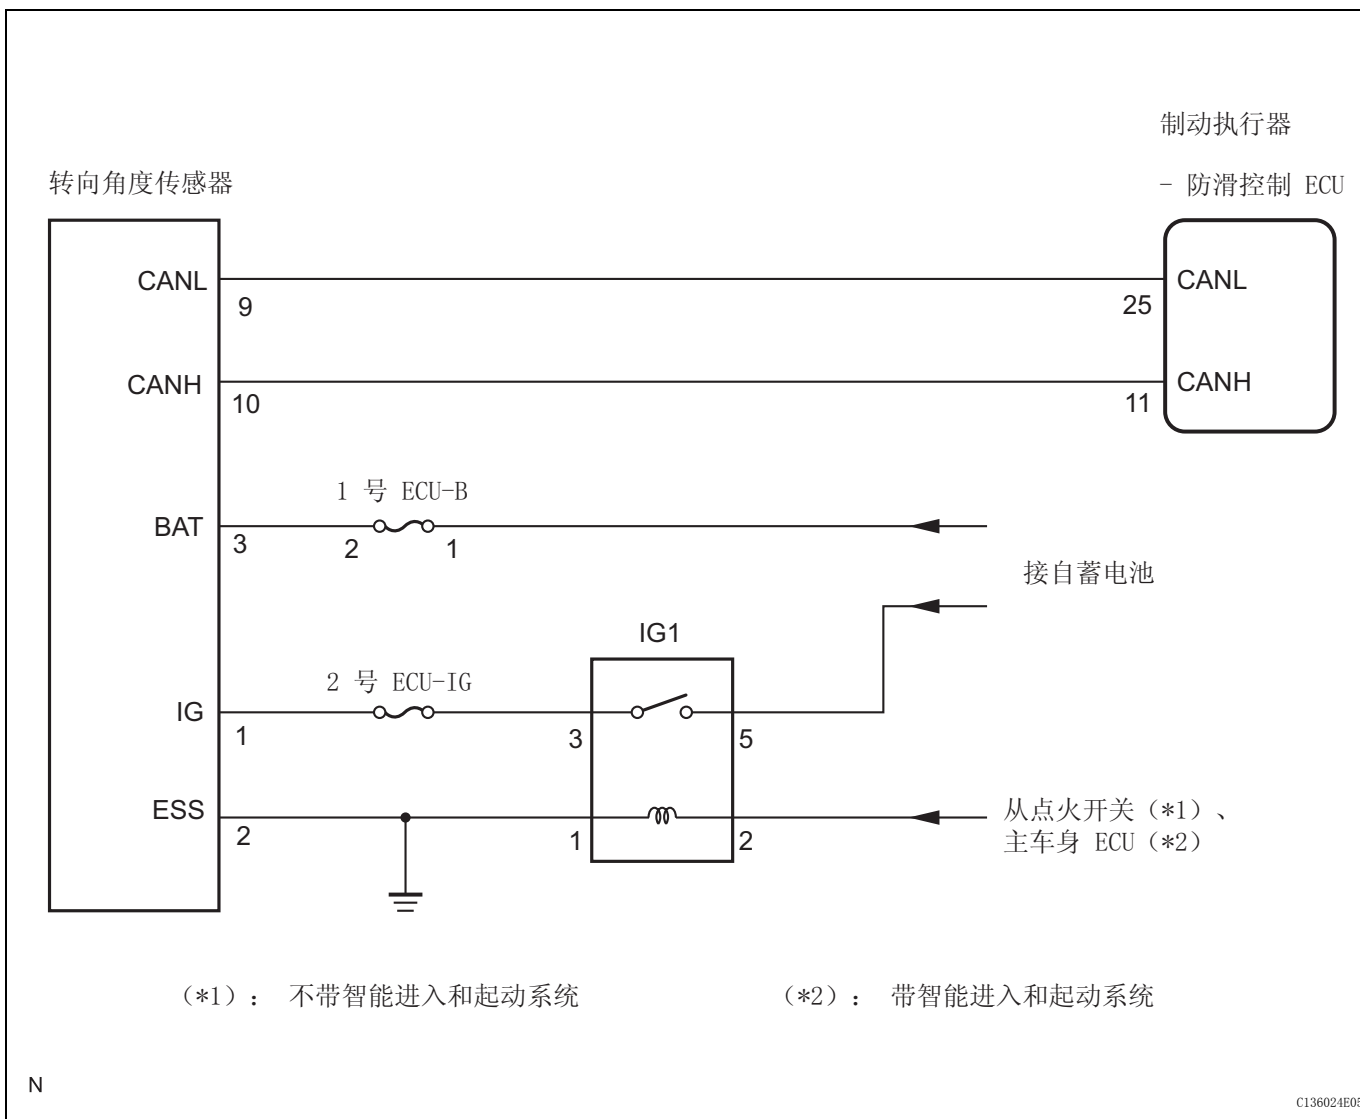 制动执行器
转向角度传感器
- 防滑控制 ECU
CANL
9
25
CANL
CANH
10
11
CANH
1 号 ECU-B
BAT
3
2
1
接自蓄电池
IG1
2 号 ECU-IG
IG
1
3
5
ESS
2
1
2
从点火开关（*1）、
主车身 ECU（*2）
（*1）： 不带智能进入和起动系统
（*2）： 带智能进入和起动系统
N
C136024E05